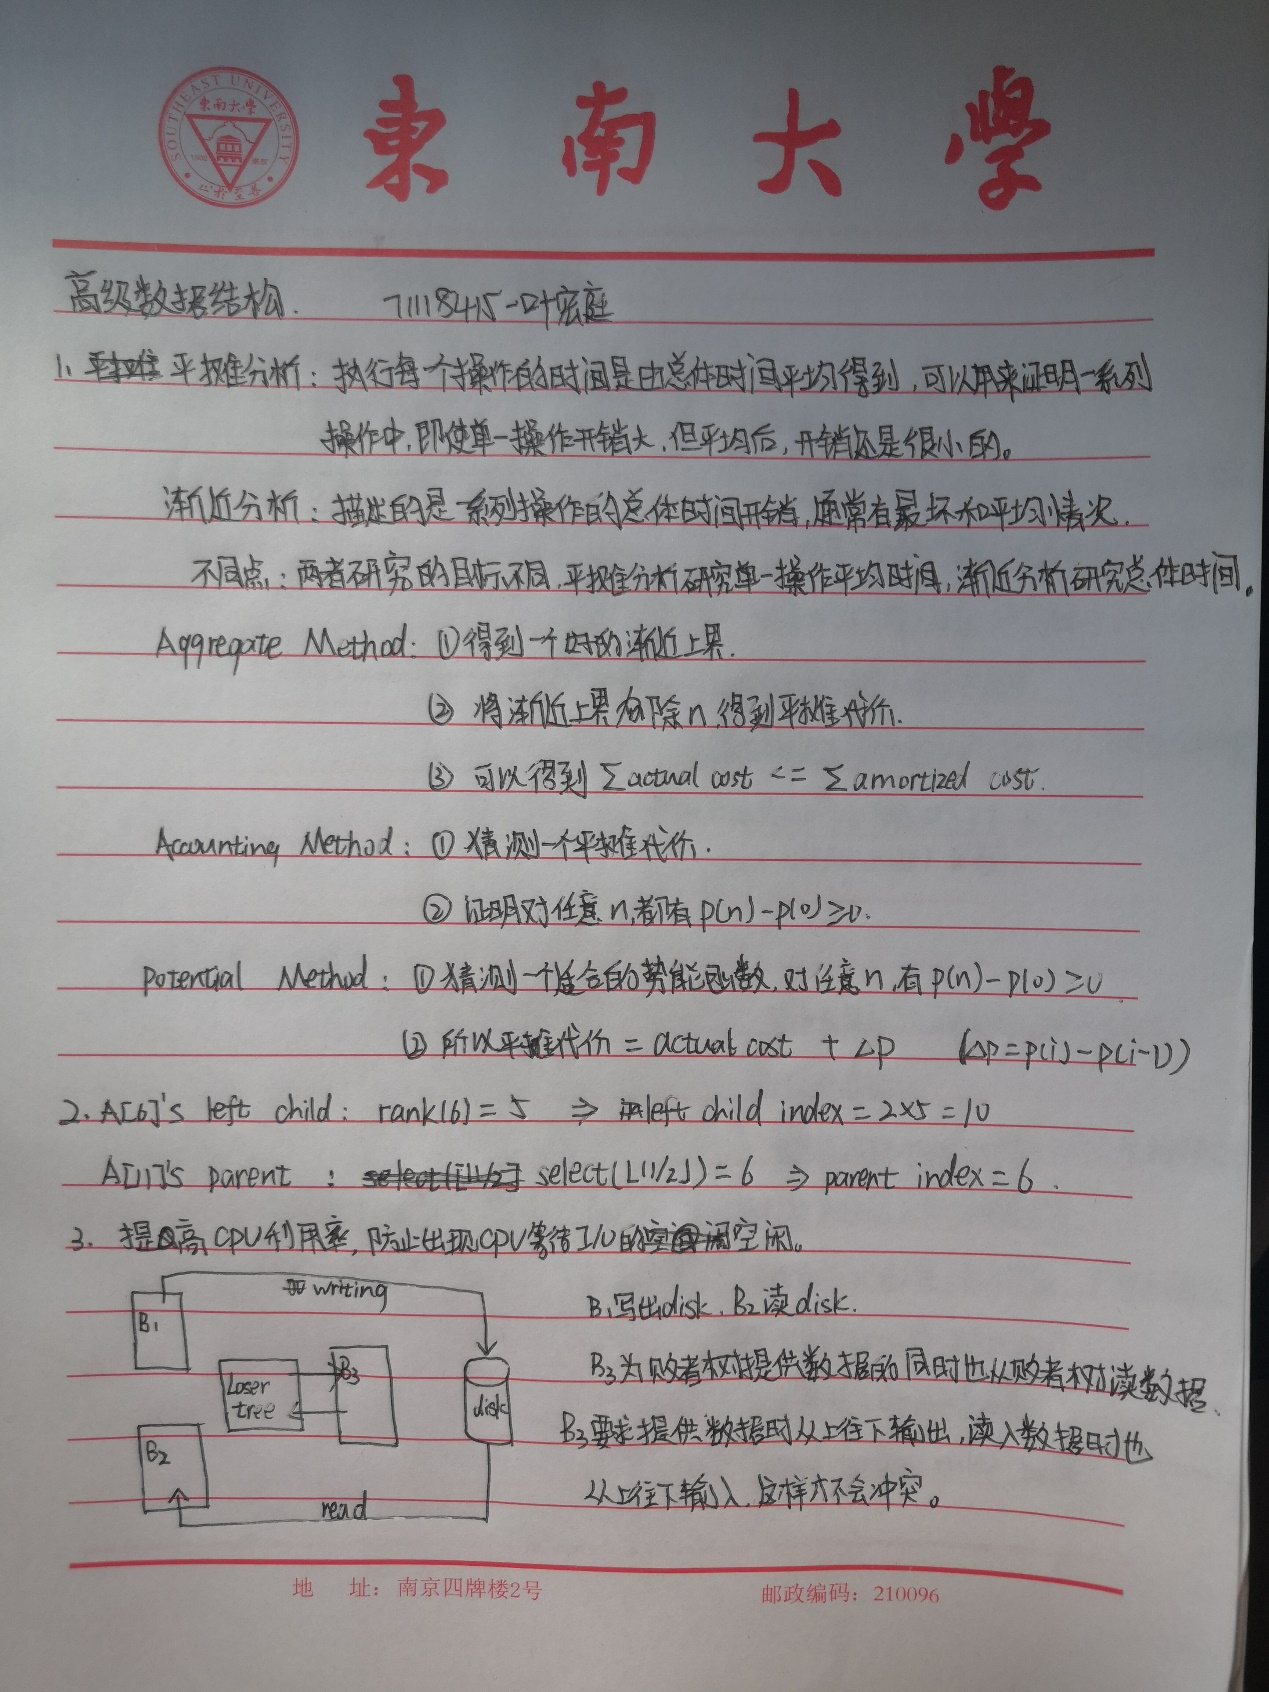 SOUTHEAST UNIVERSITY
東南大學
1902
南京
止於至善
東南大學
高级数据结构. 71118415-叶宏庭
1. 平摊分析：执行每一个操作的时间是由总体时间平均得到，可以用来证明一系列
操作中，即使单一操作开销大，但平均后，开销还是很小的。
渐近分析：描述的是一系列操作的总体时间开销，通常有最坏和平均情况.
不同点：两者研究的目标不同，平摊分析研究单一操作平均时间，渐近分析研究总体时间。
Aggregate Method: ①得到一个好的渐近上界.
② 将渐近上界除n,得到平摊代价.
③ 可以得到 Σactual cost <= Σamortized cost.
Accounting Method: ① 猜测一个平摊代价.
② 证明对任意n,都有p(n)-p(0)≥0.
Potential Method: ①猜测一个适合的势能函数,对任意n,有p(n)-p(0)≥0
② 所以平摊代价 = actual cost + ΔP (ΔP=p(i)-p(i-1))
2. A[6]'s left child: rank(6)=5 ⇒ left child index=2×5=10
A[11]'s parent : select(⌊11/2⌋)=6 ⇒ parent index=6.
3. 提高CPU利用率,防止出现CPU等待I/O的空闲。
writing
B1
B1写出disk. B2读disk.
B3
Loser
tree
disk
B3为败者树提供数据的同时也从败者树读数据.
B2
B3要求提供数据时从上往下输出,读入数据时也
从上往下输入.这样才不会冲突。
read
地 址：南京四牌楼2号 邮政编码：210096